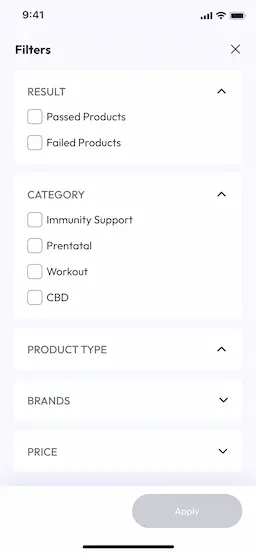 9:41
Filters
RESULT
Passed Products
Failed Products
CATEGORY
Immunity Support
Prentatal
Workout
CBD
PRODUCT TYPE
BRANDS
PRICE
Apply